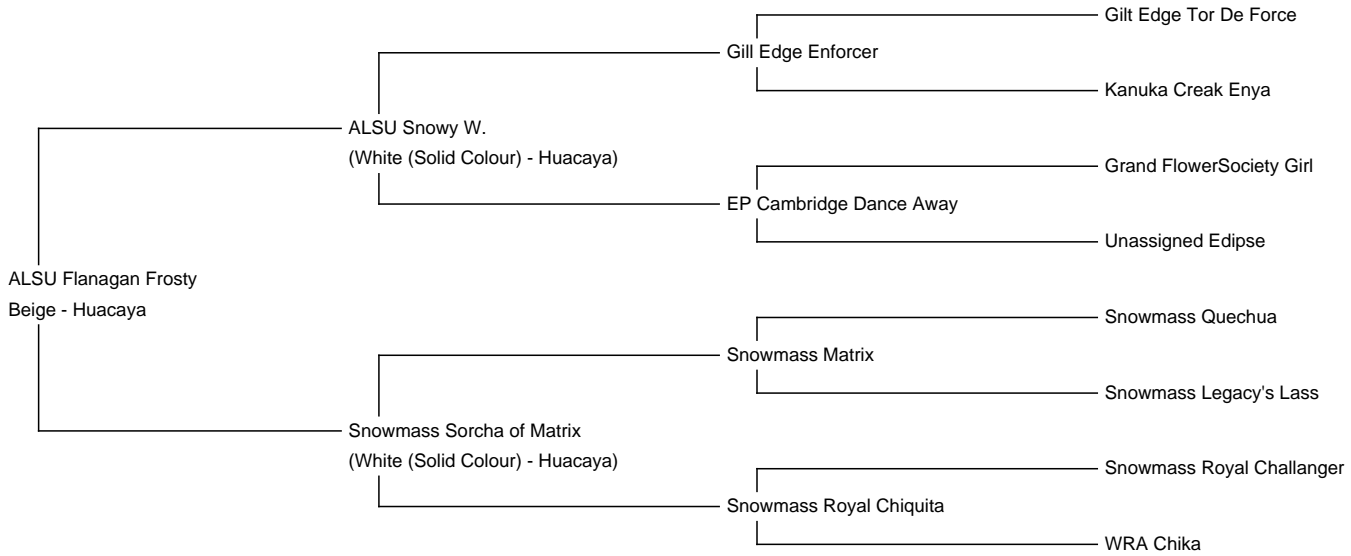 Gilt Edge Tor De Force
Gill Edge Enforcer
Kanuka Creak Enya
ALSU Snowy W.
(White (Solid Colour) - Huacaya)
Grand FlowerSociety Girl
EP Cambridge Dance Away
Unassigned Edipse
ALSU Flanagan Frosty
Beige - Huacaya
Snowmass Quechua
Snowmass Matrix
Snowmass Legacy's Lass
Snowmass Sorcha of Matrix
(White (Solid Colour) - Huacaya)
Snowmass Royal Challanger
Snowmass Royal Chiquita
WRA Chika